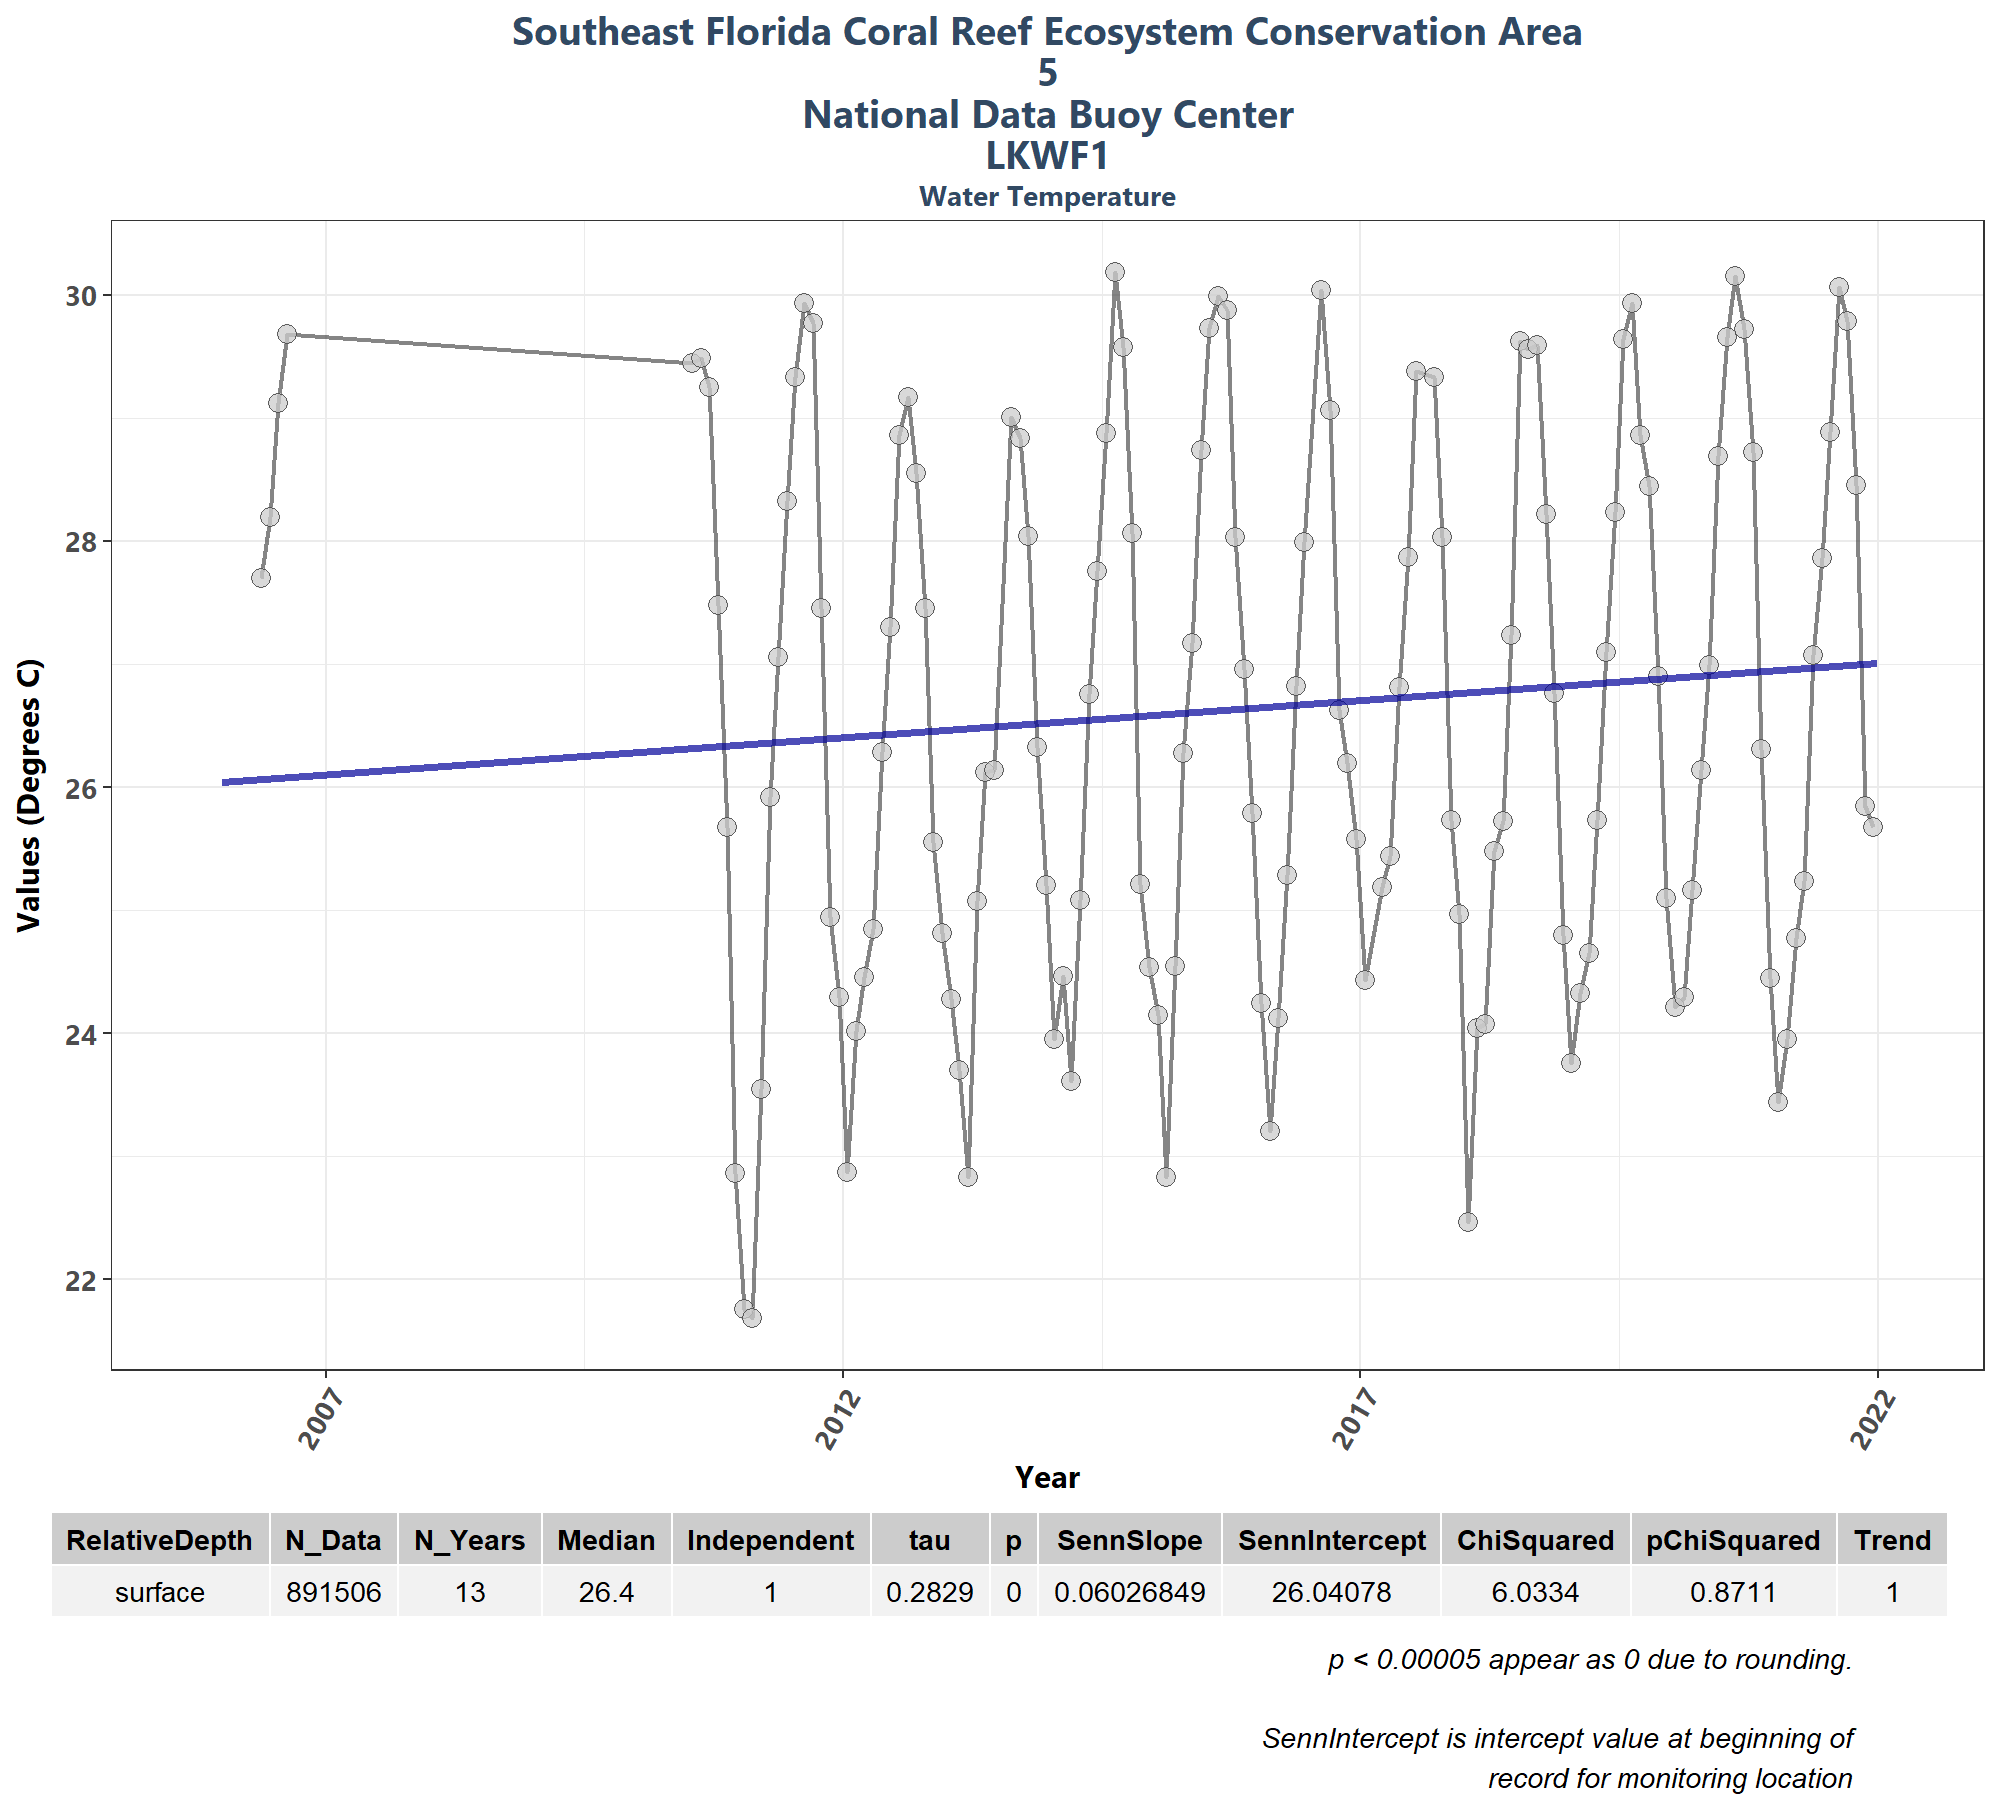 Southeast Florida Coral Reef Ecosystem Conservation Area
5
National Data Buoy Center
LKWF1
Water Temperature
Values (Degrees C)
30
28
26
24
22
2007
2012
2017
2022
Year
RelativeDepth N_Data N_Years Median Independent tau p SennSlope SennIntercept ChiSquared pChiSquared Trend
surface 891506 13 26.4 1 0.2829 0 0.06026849 26.04078 6.0334 0.8711 1
p < 0.00005 appear as 0 due to rounding.
SennIntercept is intercept value at beginning of
record for monitoring location